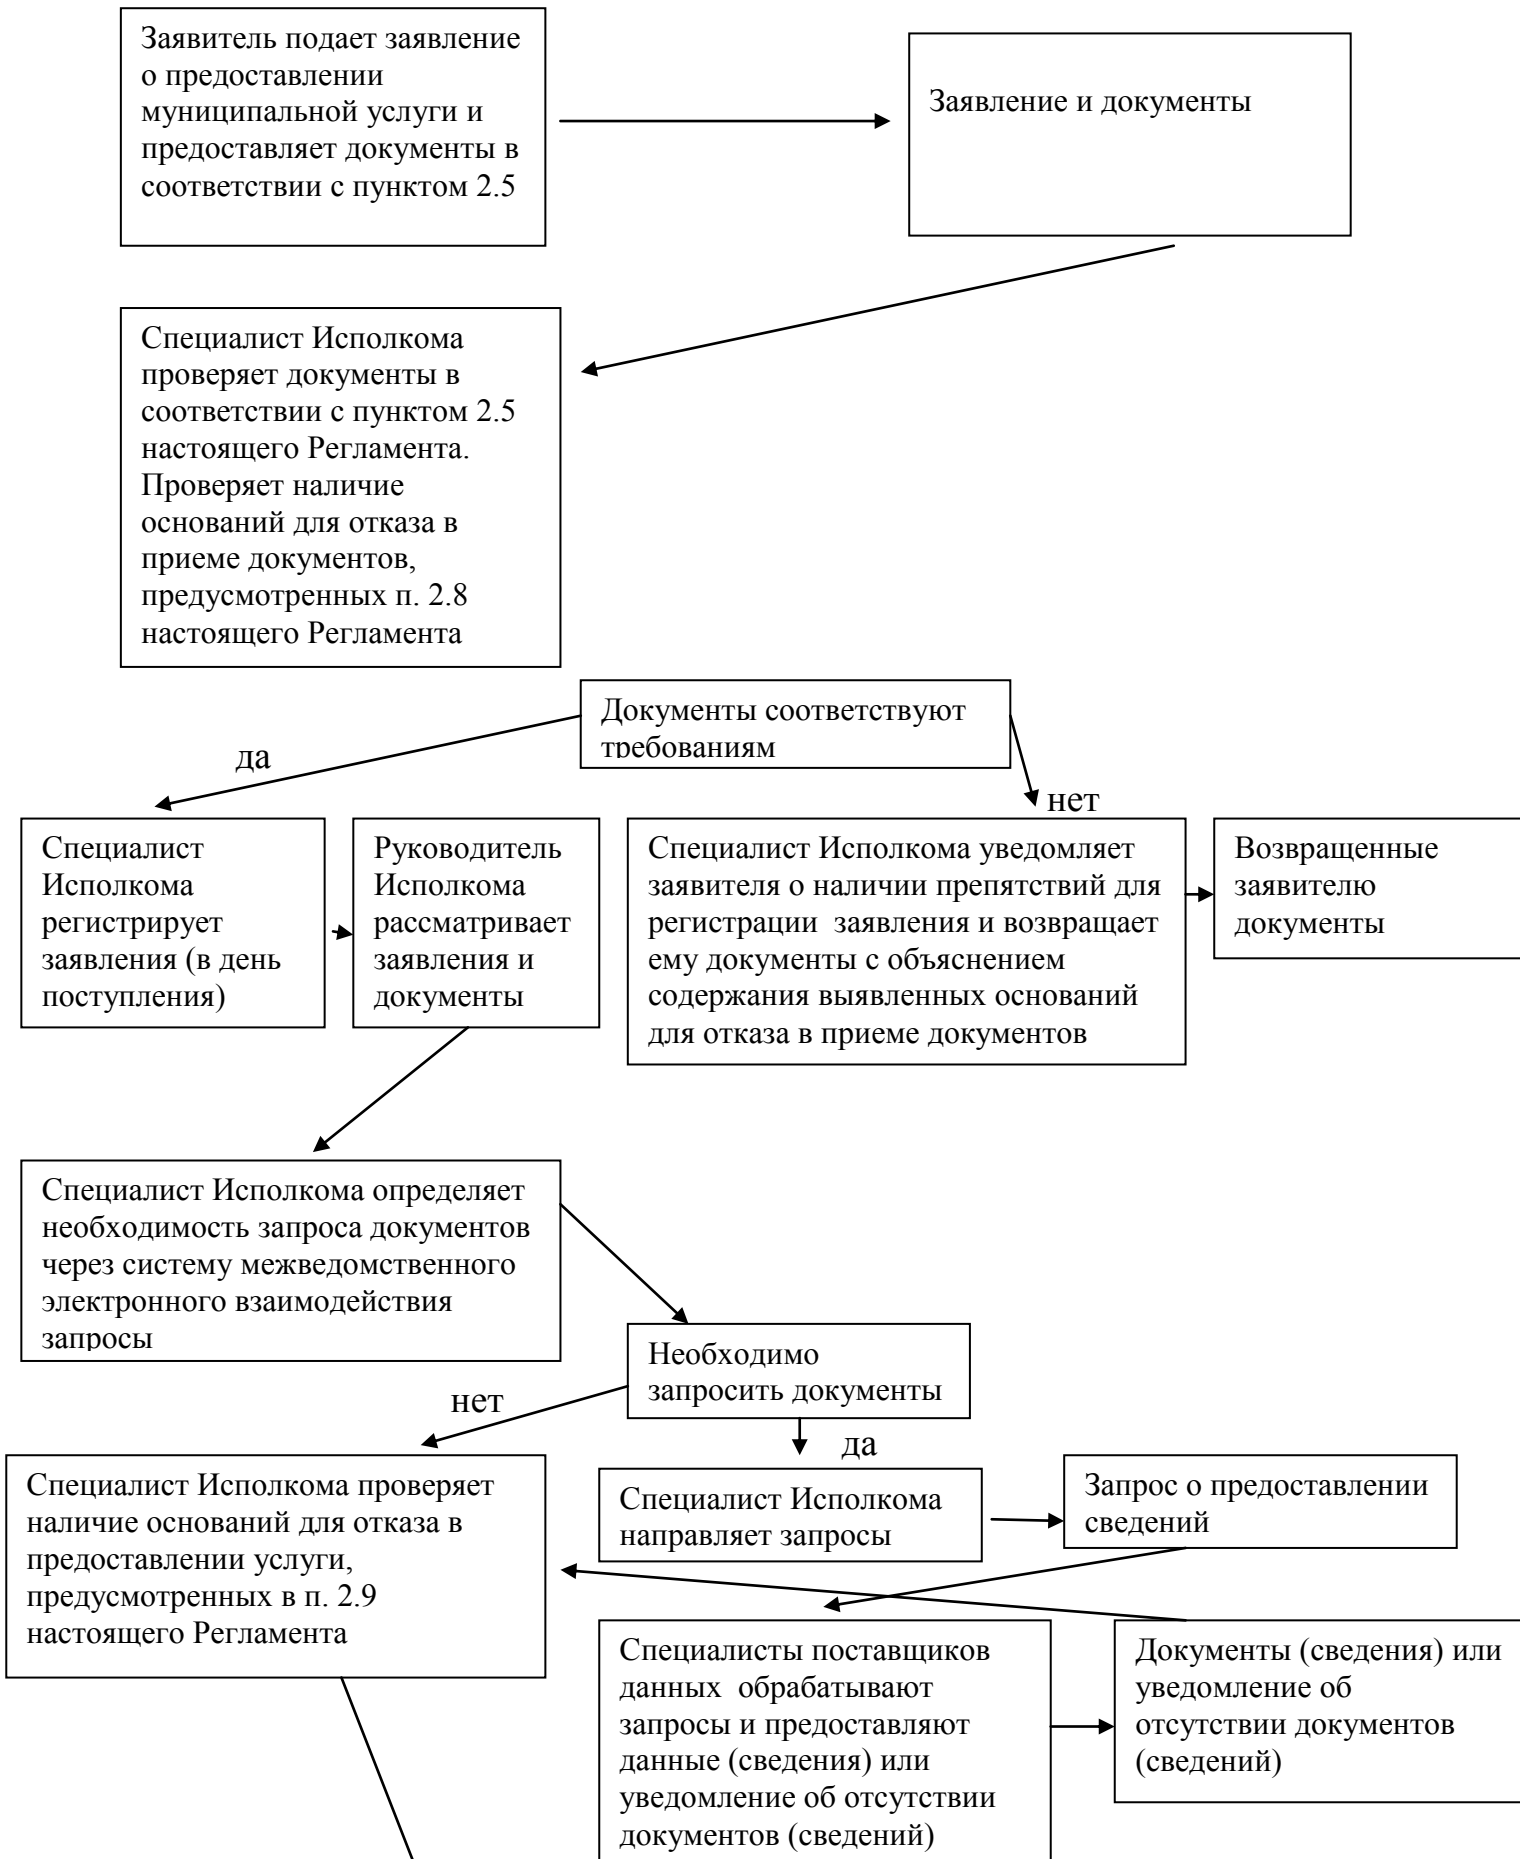 Заявитель подает заявление
о предоставлении
муниципальной услуги и
предоставляет документы в
соответствии с пунктом 2.5
Заявление и документы
Специалист Исполкома
проверяет документы в
соответствии с пунктом 2.5
настоящего Регламента.
Проверяет наличие
оснований для отказа в
приеме документов,
предусмотренных п. 2.8
настоящего Регламента
Документы соответствуют
требованиям
да
нет
Специалист
Исполкома
регистрирует
заявления (в день
поступления)
Руководитель
Исполкома
рассматривает
заявления и
документы
Специалист Исполкома уведомляет
заявителя о наличии препятствий для
регистрации  заявления и возвращает
ему документы с объяснением
содержания выявленных оснований
для отказа в приеме документов
Возвращенные
заявителю
документы
Специалист Исполкома определяет
необходимость запроса документов
через систему межведомственного
электронного взаимодействия
запросы
Необходимо
запросить документы
нет
да
Специалист Исполкома проверяет
наличие оснований для отказа в
предоставлении услуги,
предусмотренных в п. 2.9
настоящего Регламента
Специалист Исполкома
направляет запросы
Запрос о предоставлении
сведений
Специалисты поставщиков
данных  обрабатывают
запросы и предоставляют
данные (сведения) или
уведомление об отсутствии
документов (сведений)
Документы (сведения) или
уведомление об
отсутствии документов
(сведений)